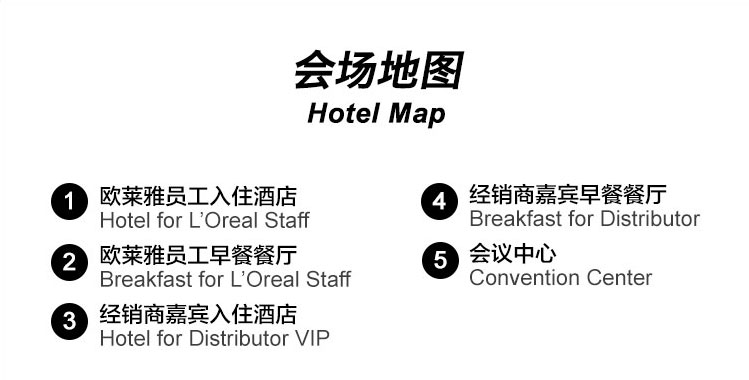 会场地图
Hotel Map
1 欧莱雅员工入住酒店
Hotel for L’Oreal Staff
2 欧莱雅员工早餐餐厅
Breakfast for L’Oreal Staff
3 经销商嘉宾入住酒店
Hotel for Distributor VIP
4 经销商嘉宾早餐餐厅
Breakfast for Distributor
5 会议中心
Convention Center